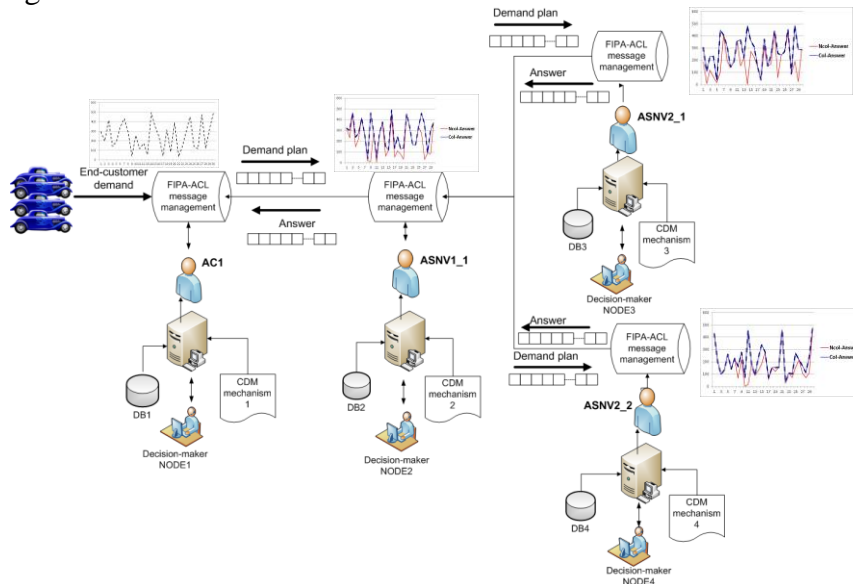 Demand plan
FIPA-ACL
message
management
Answer
Ncol-Answer
Col-Answer
ASNV2_1
DB3
CDM
mechanism
3
Decision-maker
NODE3
End-customer
demand
FIPA-ACL
message
management
Demand plan
Answer
Ncol-Answer
Col-Answer
FIPA-ACL
message
management
AC1
DB1
CDM
mechanism
1
Decision-maker
NODE1
ASNV1_1
DB2
CDM
mechanism
2
Decision-maker
NODE2
Answer
Demand plan
FIPA-ACL
message
management
Ncol-Answer
Col-Answer
ASNV2_2
DB4
CDM
mechanism
4
Decision-maker
NODE4